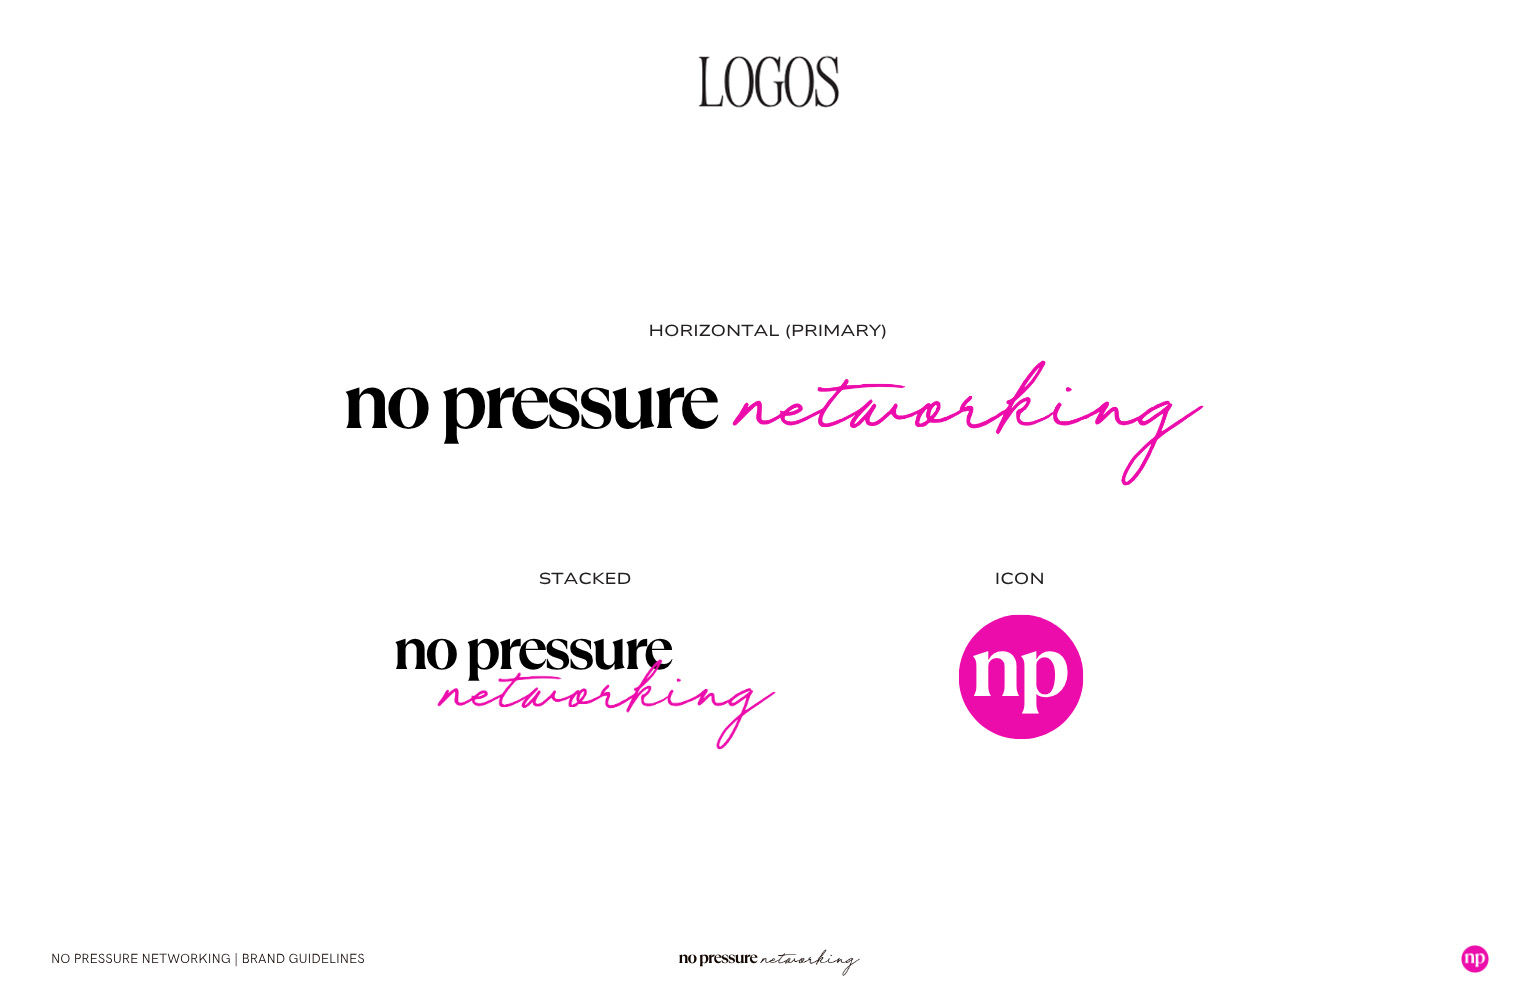 LOGOS
HORIZONTAL (PRIMARY)
no pressure networking
STACKED
no pressure
networking
ICON
np
NO PRESSURE NETWORKING | BRAND GUIDELINES
no pressure networking
np